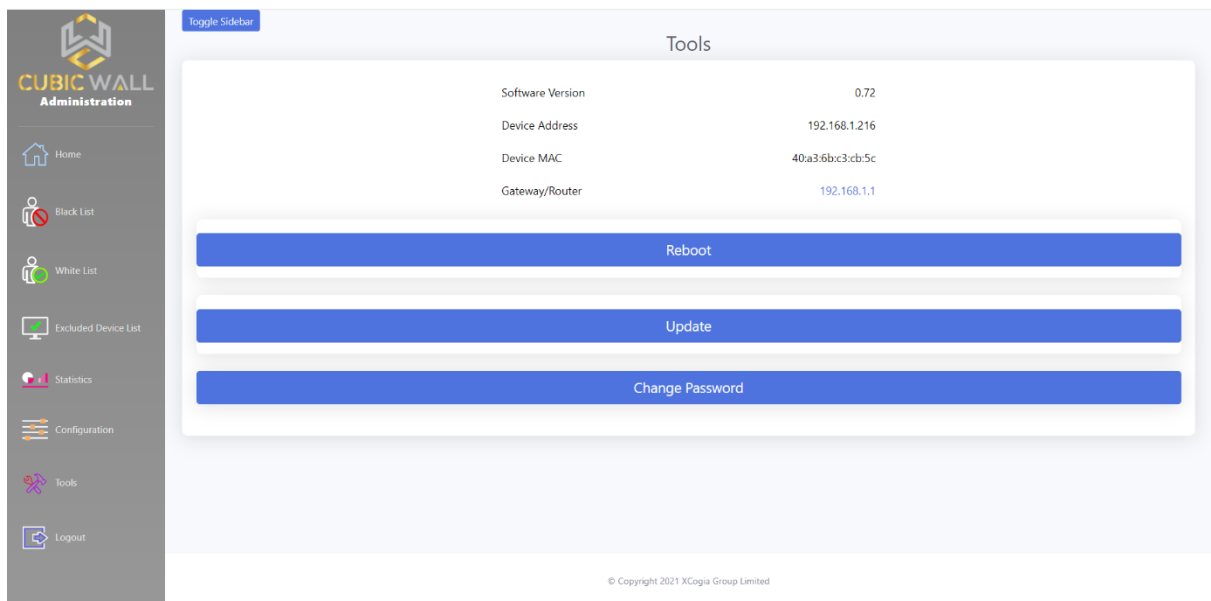 CUBIC WALL
Administration
Home
Black List
White List
Excluded Device List
Statistics
Configuration
Tools
Logout
Toggle Sidebar
Tools
Software Version 0.72
Device Address 192.168.1.216
Device MAC 40:a3:6b:c3:cb:5c
Gateway/Router 192.168.1.1
Reboot
Update
Change Password
© Copyright 2021 XCogia Group Limited